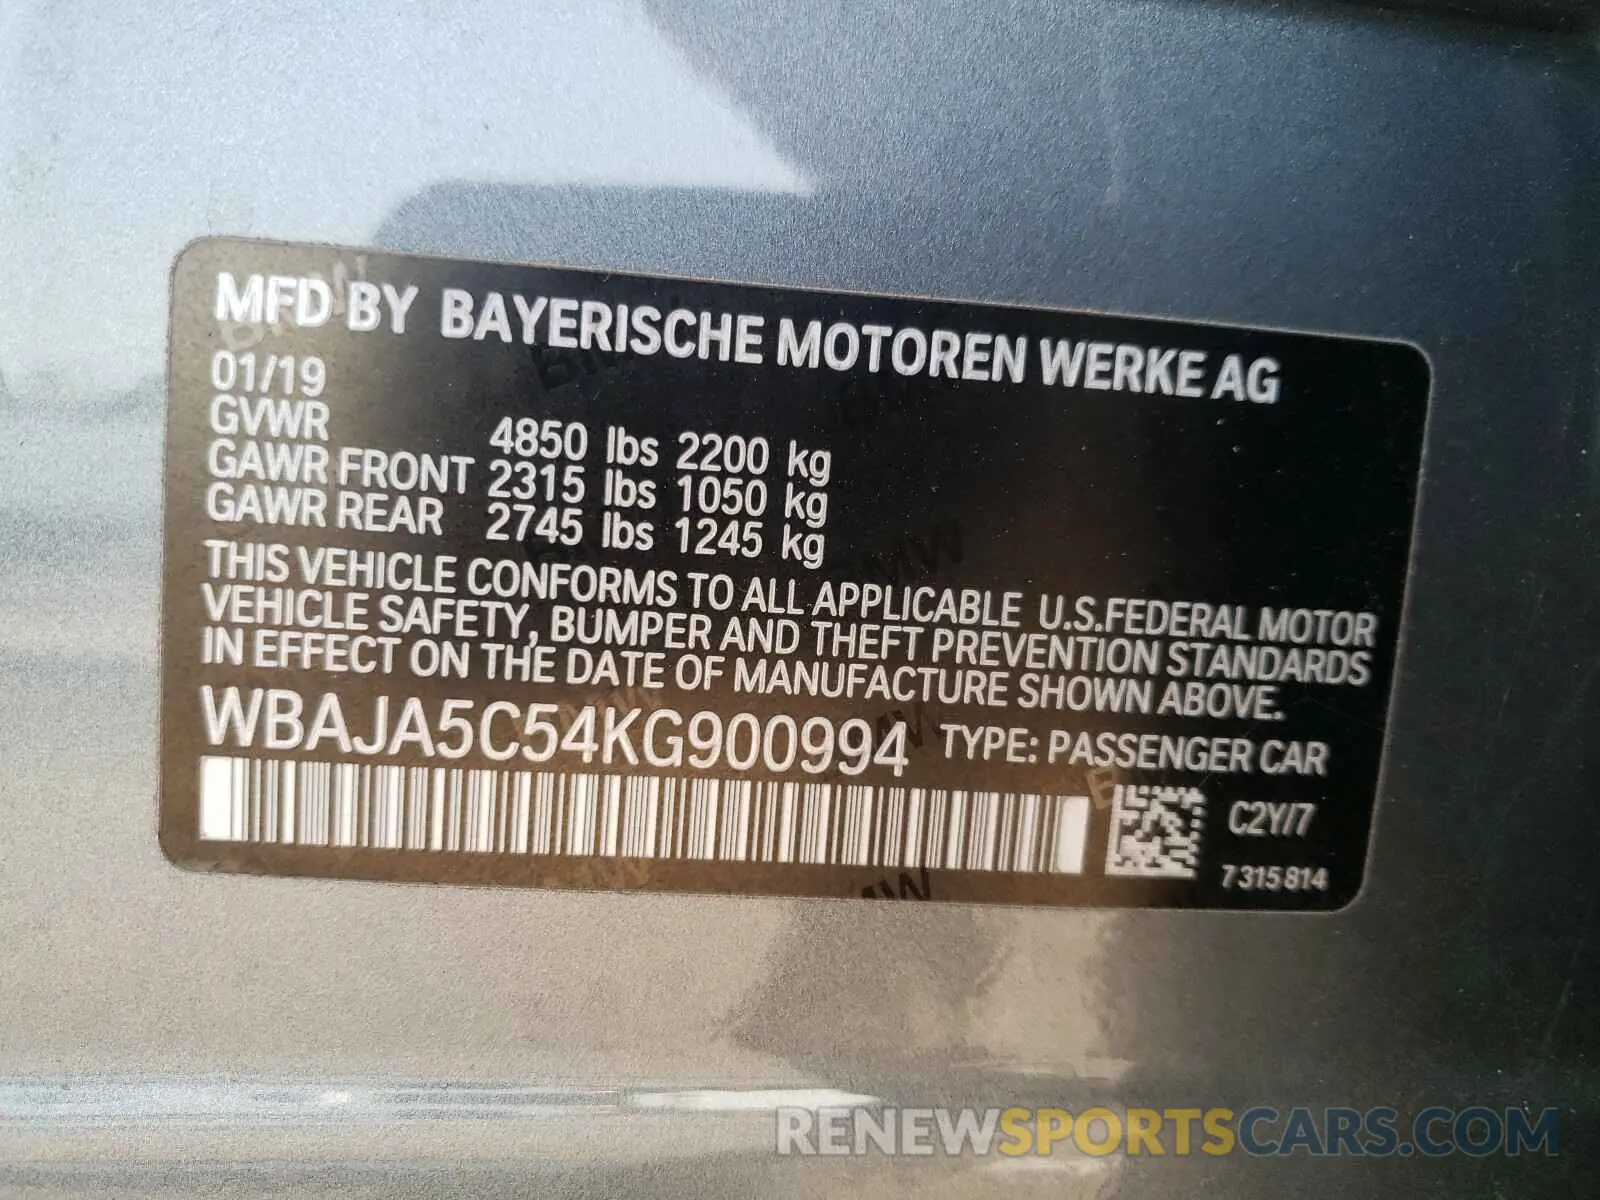 MFD BY BAYERISCHE MOTOREN WERKE AG
01/19
GVWR 4850 lbs 2200 kg
GAWR FRONT 2315 lbs 1050 kg
GAWR REAR 2745 lbs 1245 kg
THIS VEHICLE CONFORMS TO ALL APPLICABLE U.S.FEDERAL MOTOR
VEHICLE SAFETY, BUMPER AND THEFT PREVENTION STANDARDS
IN EFFECT ON THE DATE OF MANUFACTURE SHOWN ABOVE.
WBAJA5C54KG900994 TYPE: PASSENGER CAR
C2Y/7
7 315 814
RENEWSPORTSCARS.COM